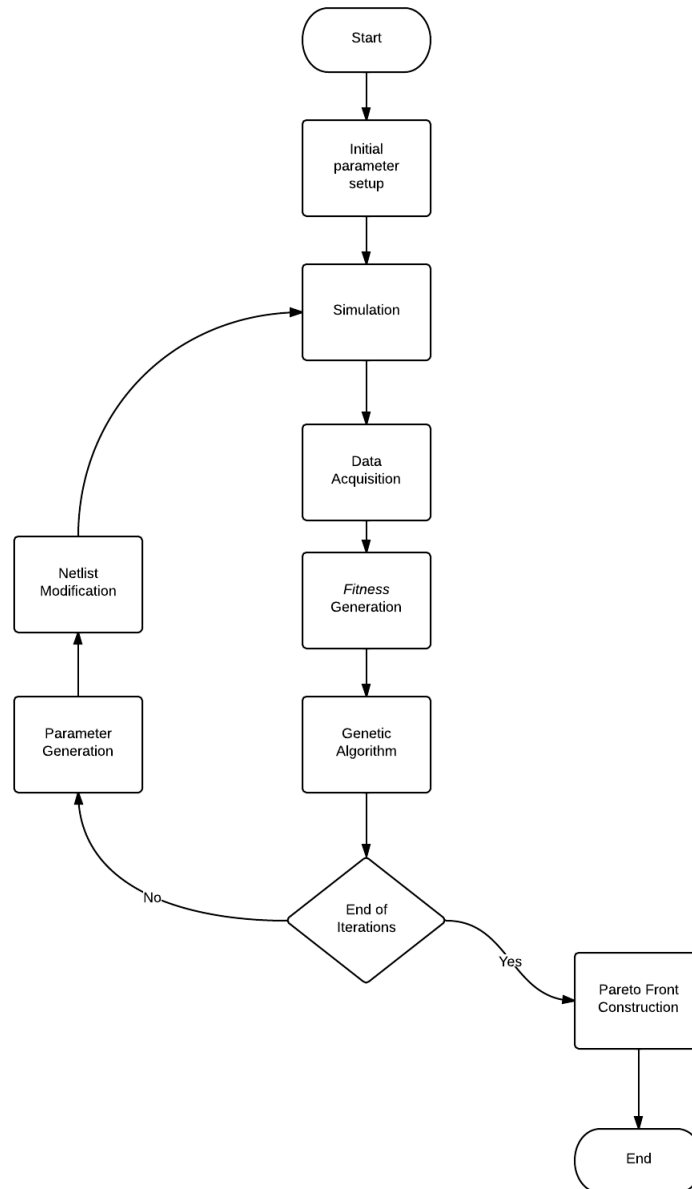 Start
Initial
parameter
setup
Simulation
Data
Acquisition
Netlist
Modification
Fitness
Generation
Parameter
Generation
Genetic
Algorithm
No
End of
Iterations
Yes
Pareto Front
Construction
End